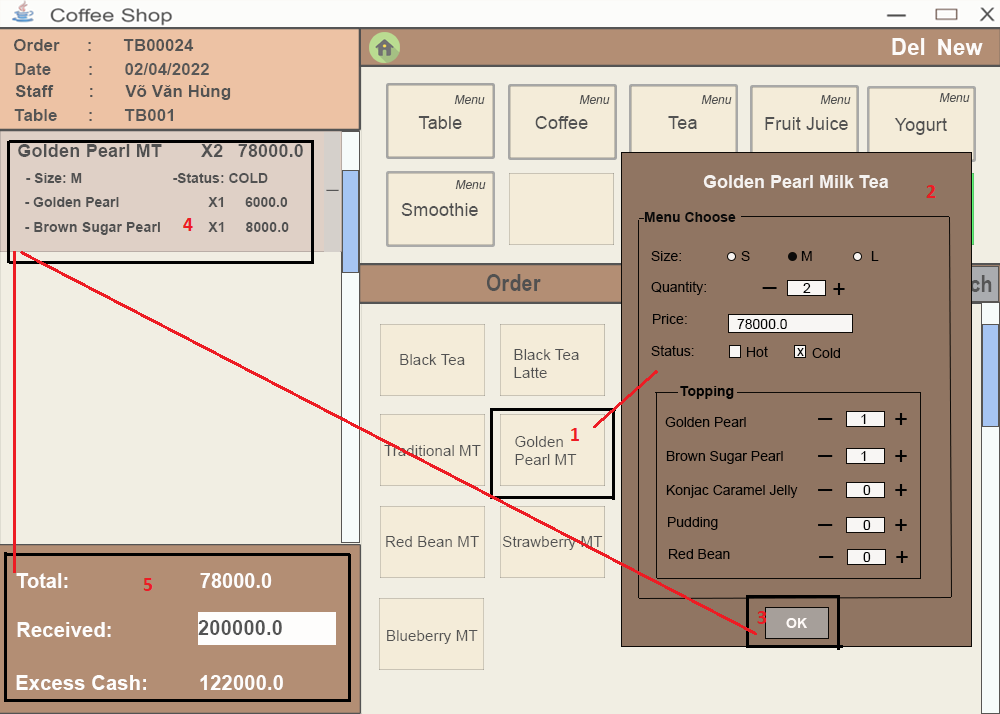 Coffee Shop
Order : TB00024
Date : 02/04/2022
Staff : Võ Văn Hùng
Table : TB001
Del New
Menu
Table
Menu
Coffee
Menu
Tea
Menu
Fruit Juice
Menu
Yogurt
Menu
Smoothie
Golden Pearl MT X2 78000.0
- Size: M -Status: COLD
- Golden Pearl X1 6000.0
- Brown Sugar Pearl 4 X1 8000.0
Order
ch
Black Tea
Black Tea
Latte
Traditional MT
Golden 1
Pearl MT
Red Bean MT
Strawberry MT
Blueberry MT
Golden Pearl Milk Tea 2
Menu Choose
Size: S M L
Quantity: — 2 +
Price: 78000.0
Status: Hot x Cold
Topping
Golden Pearl — 1 +
Brown Sugar Pearl — 1 +
Konjac Caramel Jelly — 0 +
Pudding — 0 +
Red Bean — 0 +
3 OK
Total: 5 78000.0
Received: 200000.0
Excess Cash: 122000.0